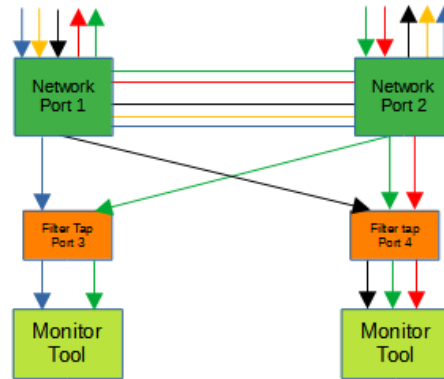 Network
Port 1
Network
Port 2
Filter Tap
Port 3
Filter tap
Port 4
Monitor
Tool
Monitor
Tool